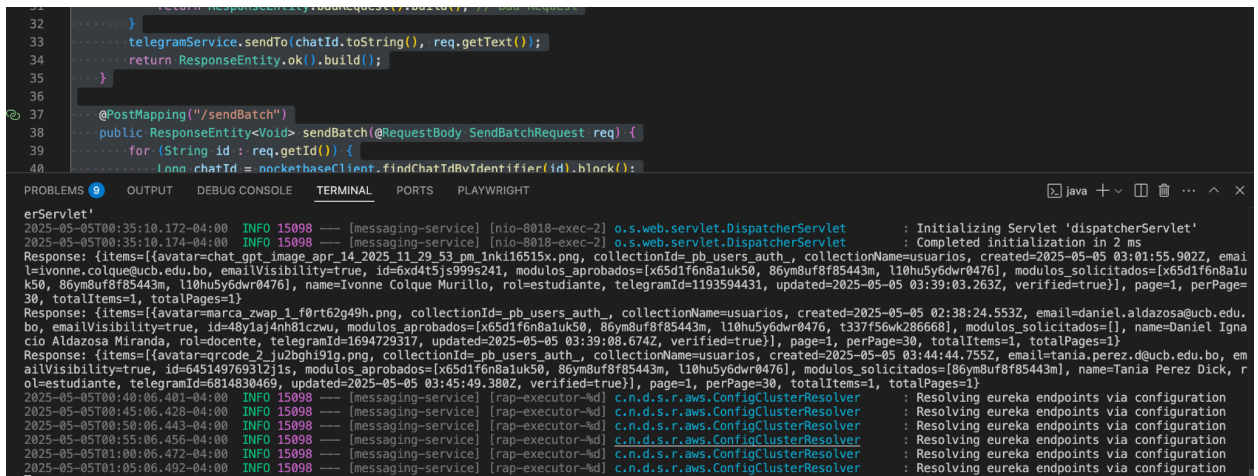 31 return ResponseEntity.badRequest().build(); // Bad Request
32 }
33 telegramService.sendTo(chatId.toString(), req.getText());
34 return ResponseEntity.ok().build();
35 }
36
37 @PostMapping("/sendBatch")
38 public ResponseEntity<Void> sendBatch(@RequestBody SendBatchRequest req) {
39 for (String id : req.getId()) {
40 Long chatId = pocketbaseClient.findChatIdByIdentifier(id).block();
PROBLEMS 9 OUTPUT DEBUG CONSOLE TERMINAL PORTS PLAYWRIGHT java
erServlet'
2025-05-05T00:35:10.172-04:00 INFO 15098 --- [messaging-service] [nio-8018-exec-2] o.s.web.servlet.DispatcherServlet : Initializing Servlet 'dispatcherServlet'
2025-05-05T00:35:10.174-04:00 INFO 15098 --- [messaging-service] [nio-8018-exec-2] o.s.web.servlet.DispatcherServlet : Completed initialization in 2 ms
Response: {items=[{avatar=chat_gpt_image_apr_14_2025_11_29_53_pm_1nki16515x.png, collectionId=_pb_users_auth_, collectionName=usuarios, created=2025-05-05 03:01:55.902Z, emai
l=ivonne.colque@ucb.edu.bo, emailVisibility=true, id=6xd4t5js999s241, modulos_aprobados=[x65d1f6n8a1uk50, 86ym8uf8f85443m, l10hu5y6dwr0476], modulos_solicitados=[x65d1f6n8a1u
k50, 86ym8uf8f85443m, l10hu5y6dwr0476], name=Ivonne Colque Murillo, rol=estudiante, telegramId=1193594431, updated=2025-05-05 03:39:03.263Z, verified=true}], page=1, perPage=
30, totalItems=1, totalPages=1}
Response: {items=[{avatar=marca_zwap_1_f0rt62g49h.png, collectionId=_pb_users_auth_, collectionName=usuarios, created=2025-05-05 02:38:24.553Z, email=daniel.aldazosa@ucb.edu.
bo, emailVisibility=true, id=48y1aj4nh81czwu, modulos_aprobados=[x65d1f6n8a1uk50, 86ym8uf8f85443m, l10hu5y6dwr0476, t337f56wk286668], modulos_solicitados=[], name=Daniel Igna
cio Aldazosa Miranda, rol=docente, telegramId=1694729317, updated=2025-05-05 03:39:08.674Z, verified=true}], page=1, perPage=30, totalItems=1, totalPages=1}
Response: {items=[{avatar=qrcode_2_ju2bghi91g.png, collectionId=_pb_users_auth_, collectionName=usuarios, created=2025-05-05 03:44:44.755Z, email=tania.perez.d@ucb.edu.bo, em
ailVisibility=true, id=6451497693l2j1s, modulos_aprobados=[x65d1f6n8a1uk50, 86ym8uf8f85443m, l10hu5y6dwr0476], modulos_solicitados=[86ym8uf8f85443m], name=Tania Perez Dick, r
ol=estudiante, telegramId=6814830469, updated=2025-05-05 03:45:49.380Z, verified=true}], page=1, perPage=30, totalItems=1, totalPages=1}
2025-05-05T00:40:06.401-04:00 INFO 15098 --- [messaging-service] [rap-executor-%d] c.n.d.s.r.aws.ConfigClusterResolver : Resolving eureka endpoints via configuration
2025-05-05T00:45:06.428-04:00 INFO 15098 --- [messaging-service] [rap-executor-%d] c.n.d.s.r.aws.ConfigClusterResolver : Resolving eureka endpoints via configuration
2025-05-05T00:50:06.443-04:00 INFO 15098 --- [messaging-service] [rap-executor-%d] c.n.d.s.r.aws.ConfigClusterResolver : Resolving eureka endpoints via configuration
2025-05-05T00:55:06.456-04:00 INFO 15098 --- [messaging-service] [rap-executor-%d] c.n.d.s.r.aws.ConfigClusterResolver : Resolving eureka endpoints via configuration
2025-05-05T01:00:06.472-04:00 INFO 15098 --- [messaging-service] [rap-executor-%d] c.n.d.s.r.aws.ConfigClusterResolver : Resolving eureka endpoints via configuration
2025-05-05T01:05:06.492-04:00 INFO 15098 --- [messaging-service] [rap-executor-%d] c.n.d.s.r.aws.ConfigClusterResolver : Resolving eureka endpoints via configuration